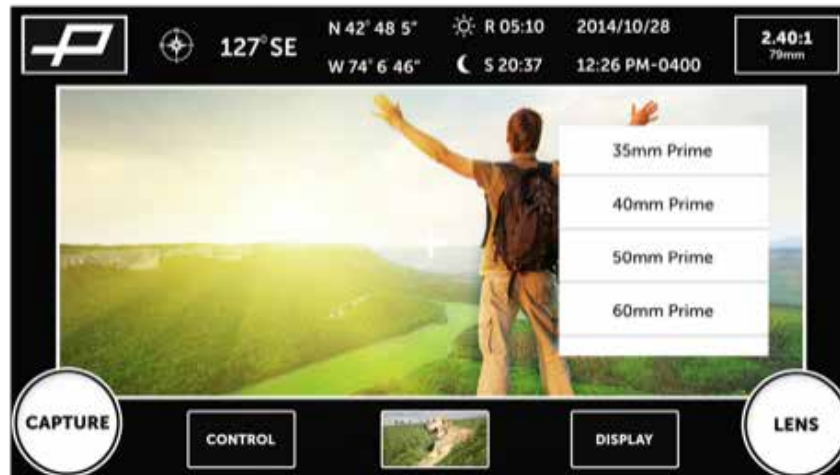 127°SE
N 42° 48 5"
W 74° 6 46"
R 05:10
S 20:37
2014/10/28
12:26 PM-0400
2.40:1
79mm
35mm Prime
40mm Prime
50mm Prime
60mm Prime
CAPTURE
CONTROL
DISPLAY
LENS